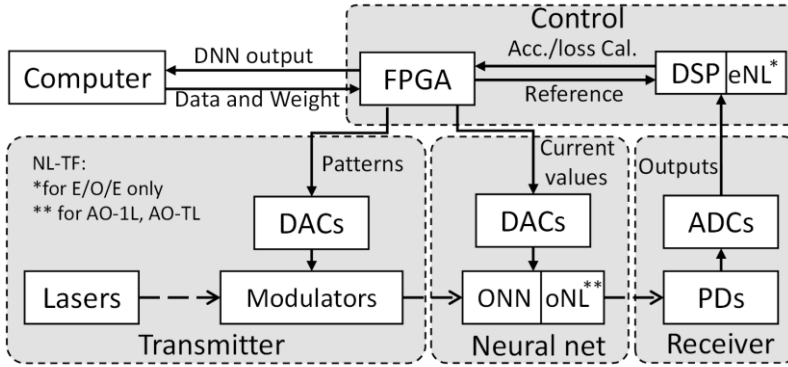 Control
DNN output
Acc./loss Cal.
Computer
FPGA
DSP
eNL*
Data and Weight
Reference
NL-TF:
*for E/O/E only
** for AO-1L, AO-TL
Patterns
Current
values
Outputs
DACs
DACs
ADCs
Lasers
Modulators
ONN
oNL**
PDs
Transmitter
Neural net
Receiver